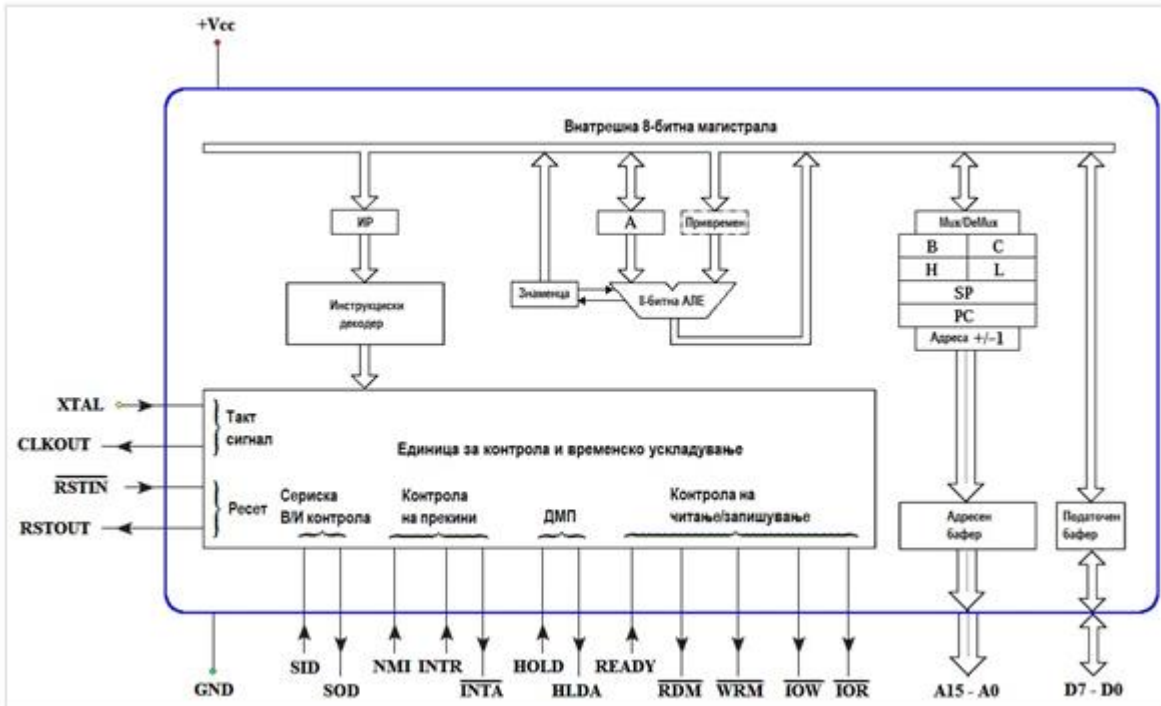 +Vcc
Внатрешна 8-битна магистрала
ИР
А
Привремен
Mux/DeMux
B C
H L
SP
PC
Адреса +/-1
Знаменца
8-битна АЛЕ
Инструкциски
декодер
XTAL
CLKOUT
RSTIN
RSTOUT
Такт
сигнал
Единица за контрола и временско ускладување
Ресет
Сериска
В/И контрола
Контрола
на прекини
ДМП
Контрола на
читање/запишување
Адресен
бафер
Податочен
бафер
GND
SID
SOD
NMI INTR
INTA
HOLD
HLDA
READY
RDM
WRM
IOW
IOR
A15 - A0
D7 - D0